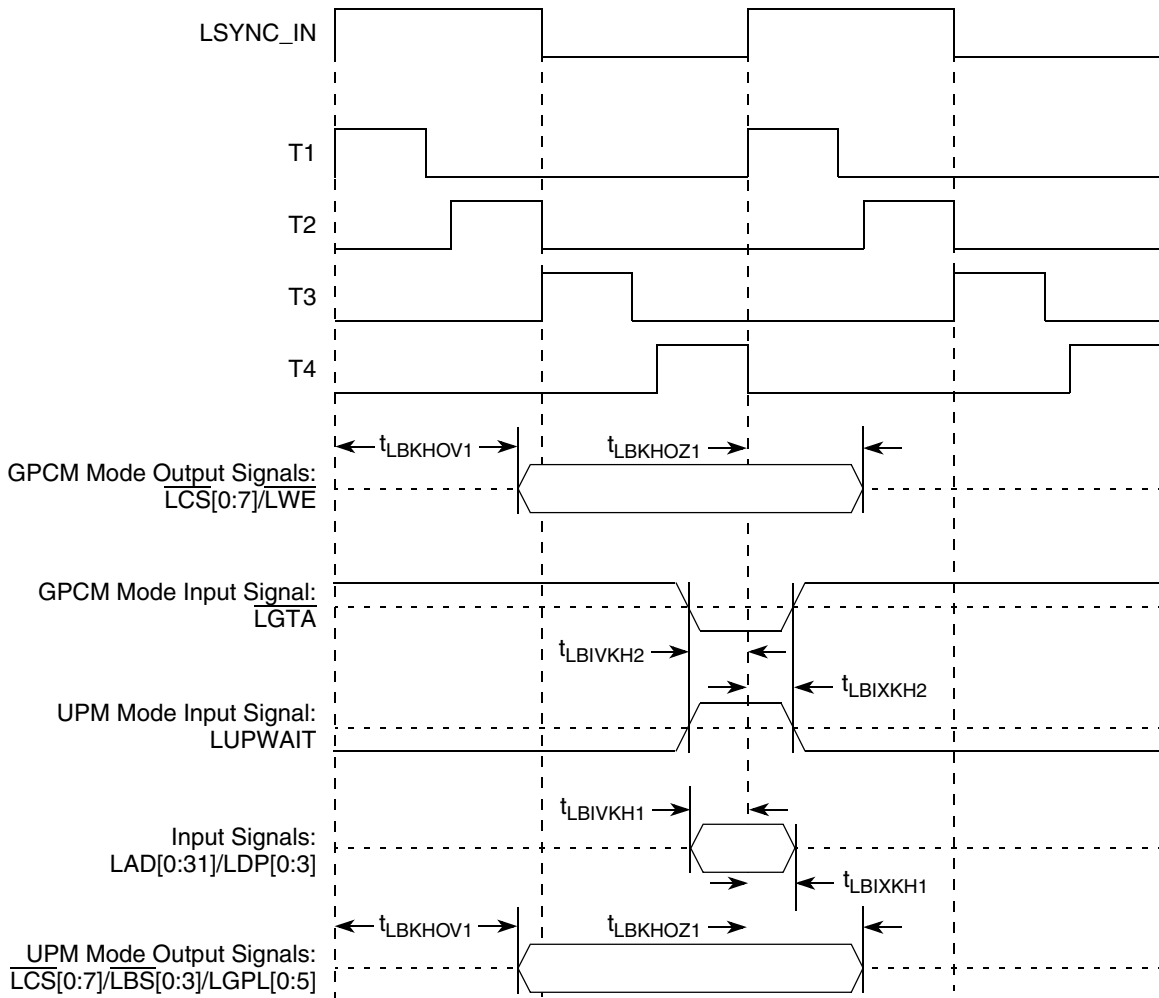 LSYNC_IN
T1
T2
T3
T4
tLBKHOV1
tLBKHOZ1
GPCM Mode Output Signals:
LCS[0:7]/LWE
GPCM Mode Input Signal:
LGTA
tLBIVKH2
tLBIXKH2
UPM Mode Input Signal:
LUPWAIT
tLBIVKH1
Input Signals:
LAD[0:31]/LDP[0:3]
tLBIXKH1
tLBKHOV1
tLBKHOZ1
UPM Mode Output Signals:
LCS[0:7]/LBS[0:3]/LGPL[0:5]